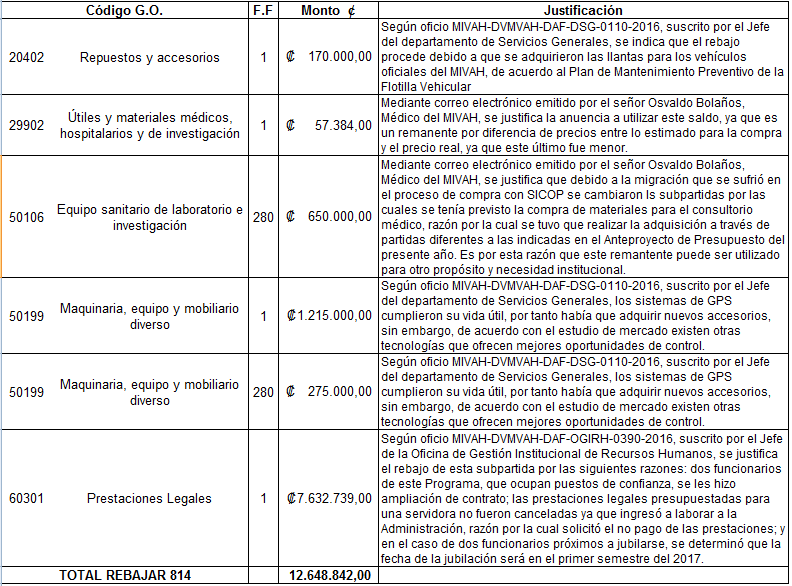 Código G.O. F.F Monto ₡ Justificación
20402 Repuestos y accesorios 1 ₡ 170.000,00
Según oficio MIVAH-DVMVAH-DAF-DSG-0110-2016, suscrito por el Jefe
del departamento de Servicios Generales, se indica que el rebajo
procede debido a que se adquirieron las llantas para los vehículos
oficiales del MIVAH, de acuerdo al Plan de Mantenimiento Preventivo de la
Flotilla Vehicular
29902 Útiles y materiales médicos,
hospitalarios y de investigación 1 ₡ 57.384,00
Mediante correo electrónico emitido por el señor Osvaldo Bolaños,
Médico del MIVAH, se justifica la anuencia a utilizar este saldo, ya que es
un remanente por diferencia de precios entre lo estimado para la compra
y el precio real, ya que este último fue menor.
50106 Equipo sanitario de laboratorio e
investigación 280 ₡ 650.000,00
Mediante correo electrónico emitido por el señor Osvaldo Bolaños,
Médico del MIVAH, se justifica que debido a la migración que se sufrió en
el proceso de compra con SICOP se cambiaron ls subpartidas por las
cuales se tenía previsto la compra de materiales para el consultorio
médico, razón por la cual se tuvo que realizar la adquisición a través de
partidas diferentes a las indicadas en el Anteproyecto de Presupuesto del
presente año. Es por esta razón que este remantente puede ser utilizado
para otro propósito y necesidad institucional.
50199 Maquinaria, equipo y mobiliario
diverso 1 ₡1.215.000,00
Según oficio MIVAH-DVMVAH-DAF-DSG-0110-2016, suscrito por el Jefe
del departamento de Servicios Generales, los sistemas de GPS
cumplieron su vida útil, por tanto había que adquirir nuevos accesorios,
sin embargo, de acuerdo con el estudio de mercado existen otras
tecnologías que ofrecen mejores oportunidades de control.
50199 Maquinaria, equipo y mobiliario
diverso 280 ₡ 275.000,00
Según oficio MIVAH-DVMVAH-DAF-DSG-0110-2016, suscrito por el Jefe
del departamento de Servicios Generales, los sistemas de GPS
cumplieron su vida útil, por tanto había que adquirir nuevos accesorios,
sin embargo, de acuerdo con el estudio de mercado existen otras
tecnologías que ofrecen mejores oportunidades de control.
60301 Prestaciones Legales 1 ₡7.632.739,00
Según oficio MIVAH-DVMVAH-DAF-OGIRH-0390-2016, suscrito por el Jefe
de la Oficina de Gestión Institucional de Recursos Humanos, se justifica
el rebajo de esta subpartida por las siguientes razones: dos funcionarios
de este Programa, que ocupan puestos de confianza, se les hizo
ampliación de contrato; las prestaciones legales presupuestadas para
una servidora no fueron canceladas ya que ingresó a laborar a la
Administración, razón por la cual solicitó el no pago de las prestaciones; y
en el caso de dos funcionarios próximos a jubilarse, se determinó que la
fecha de la jubilación será en el primer semestre del 2017.
TOTAL REBAJAR 814 12.648.842,00